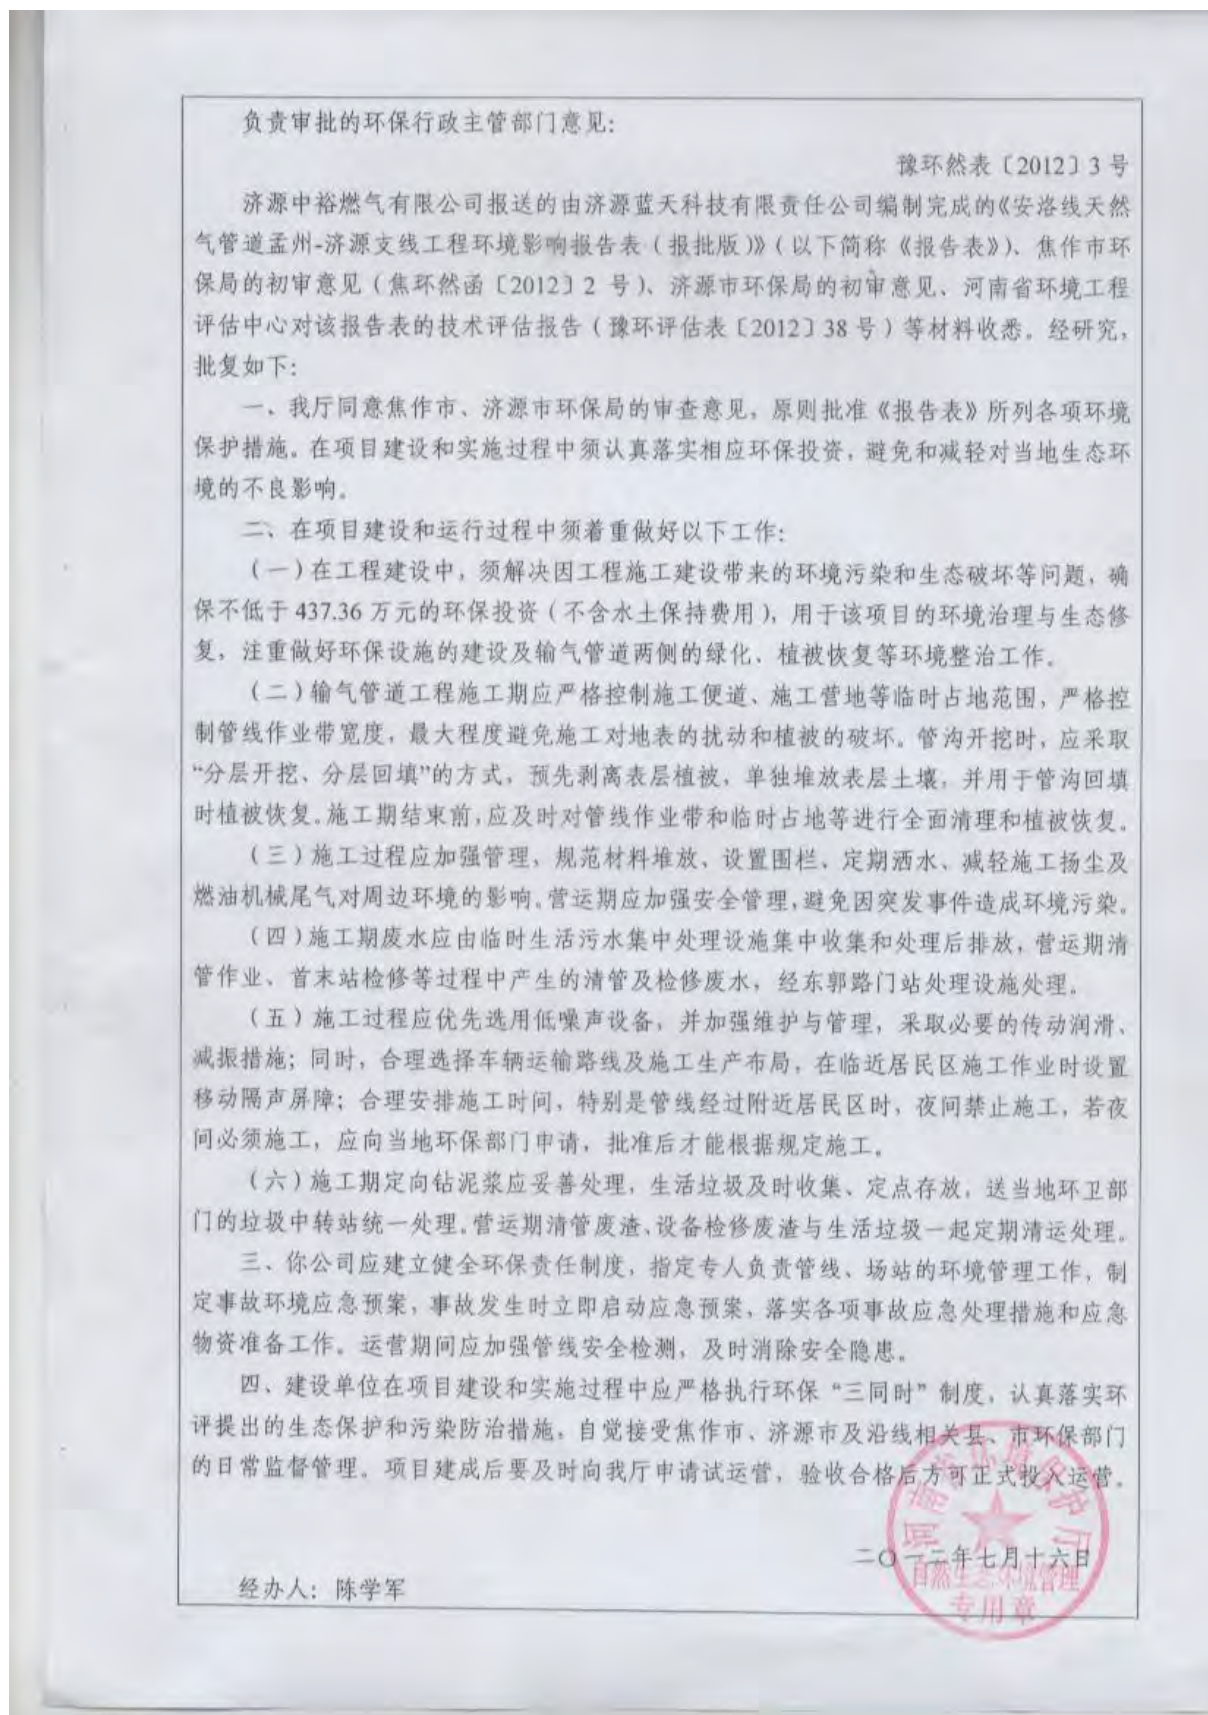 负责审批的环保行政主管部门意见：
豫环然表〔2012〕3 号
济源中裕燃气有限公司报送的由济源蓝天科技有限责任公司编制完成的《安洛线天然
气管道孟州-济源支线工程环境影响报告表（报批版）》（以下简称《报告表》）、焦作市环
保局的初审意见（焦环然函〔2012〕2 号）、济源市环保局的初审意见、河南省环境工程
评估中心对该报告表的技术评估报告（豫环评估表〔2012〕38 号）等材料收悉。经研究，
批复如下：
一、我厅同意焦作市、济源市环保局的审查意见，原则批准《报告表》所列各项环境
保护措施。在项目建设和实施过程中须认真落实相应环保投资，避免和减轻对当地生态环
境的不良影响。
二、在项目建设和运行过程中须着重做好以下工作：
（一）在工程建设中，须解决因工程施工建设带来的环境污染和生态破坏等问题，确
保不低于 437.36 万元的环保投资（不含水土保持费用），用于该项目的环境治理与生态修
复，注重做好环保设施的建设及输气管道两侧的绿化、植被恢复等环境整治工作。
（二）输气管道工程施工期应严格控制施工便道、施工营地等临时占地范围，严格控
制管线作业带宽度，最大程度避免施工对地表的扰动和植被的破坏。管沟开挖时，应采取
“分层开挖、分层回填”的方式，预先剥离表层植被，单独堆放表层土壤，并用于管沟回填
时植被恢复。施工期结束前，应及时对管线作业带和临时占地等进行全面清理和植被恢复。
（三）施工过程应加强管理，规范材料堆放、设置围栏、定期洒水、减轻施工扬尘及
燃油机械尾气对周边环境的影响。营运期应加强安全管理，避免因突发事件造成环境污染。
（四）施工期废水应由临时生活污水集中处理设施集中收集和处理后排放，营运期清
管作业、首末站检修等过程中产生的清管及检修废水，经东郭路门站处理设施处理。
（五）施工过程应优先选用低噪声设备，并加强维护与管理，采取必要的传动润滑、
减振措施；同时，合理选择车辆运输路线及施工生产布局，在临近居民区施工作业时设置
移动隔声屏障；合理安排施工时间，特别是管线经过附近居民区时，夜间禁止施工，若夜
间必须施工，应向当地环保部门申请，批准后才能根据规定施工。
（六）施工期定向钻泥浆应妥善处理，生活垃圾及时收集、定点存放，送当地环卫部
门的垃圾中转站统一处理。营运期清管废渣、设备检修废渣与生活垃圾一起定期清运处理。
三、你公司应建立健全环保责任制度，指定专人负责管线、场站的环境管理工作，制
定事故环境应急预案，事故发生时立即启动应急预案，落实各项事故应急处理措施和应急
物资准备工作。运营期间应加强管线安全检测，及时消除安全隐患。
四、建设单位在项目建设和实施过程中应严格执行环保“三同时”制度，认真落实环
评提出的生态保护和污染防治措施，自觉接受焦作市、济源市及沿线相关县、市环保部门
的日常监督管理。项目建成后要及时向我厅申请试运营，验收合格后方可正式投入运营。
河南省环境保护厅
二〇一二年七月十六日
自然生态环境管理
专用章
经办人：陈学军